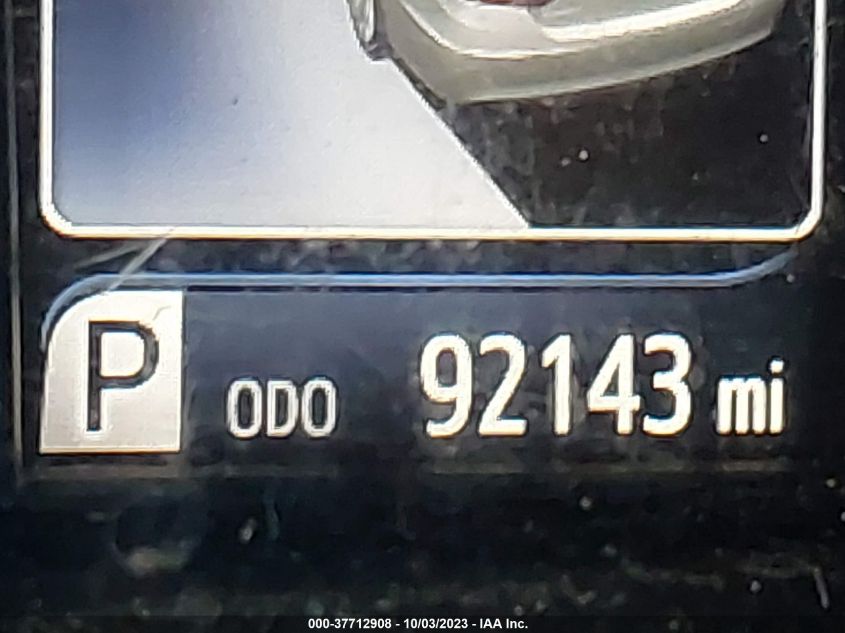 P ODO 92143 mi
000-37712908 - 10/03/2023 - IAA Inc.